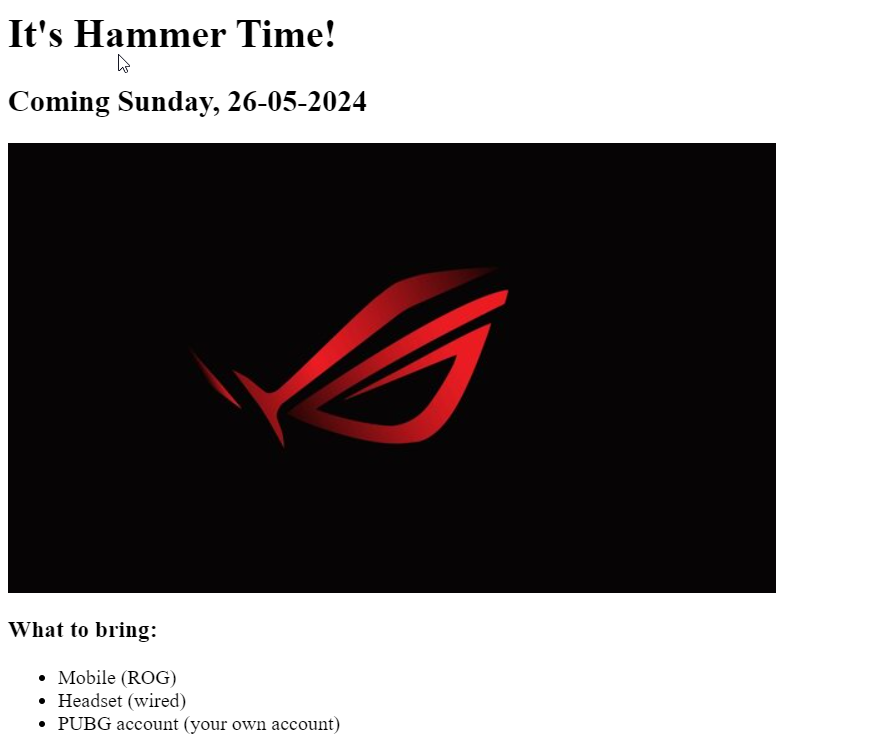 It's Hammer Time!
Coming Sunday, 26-05-2024
What to bring:
Mobile (ROG)
Headset (wired)
PUBG account (your own account)